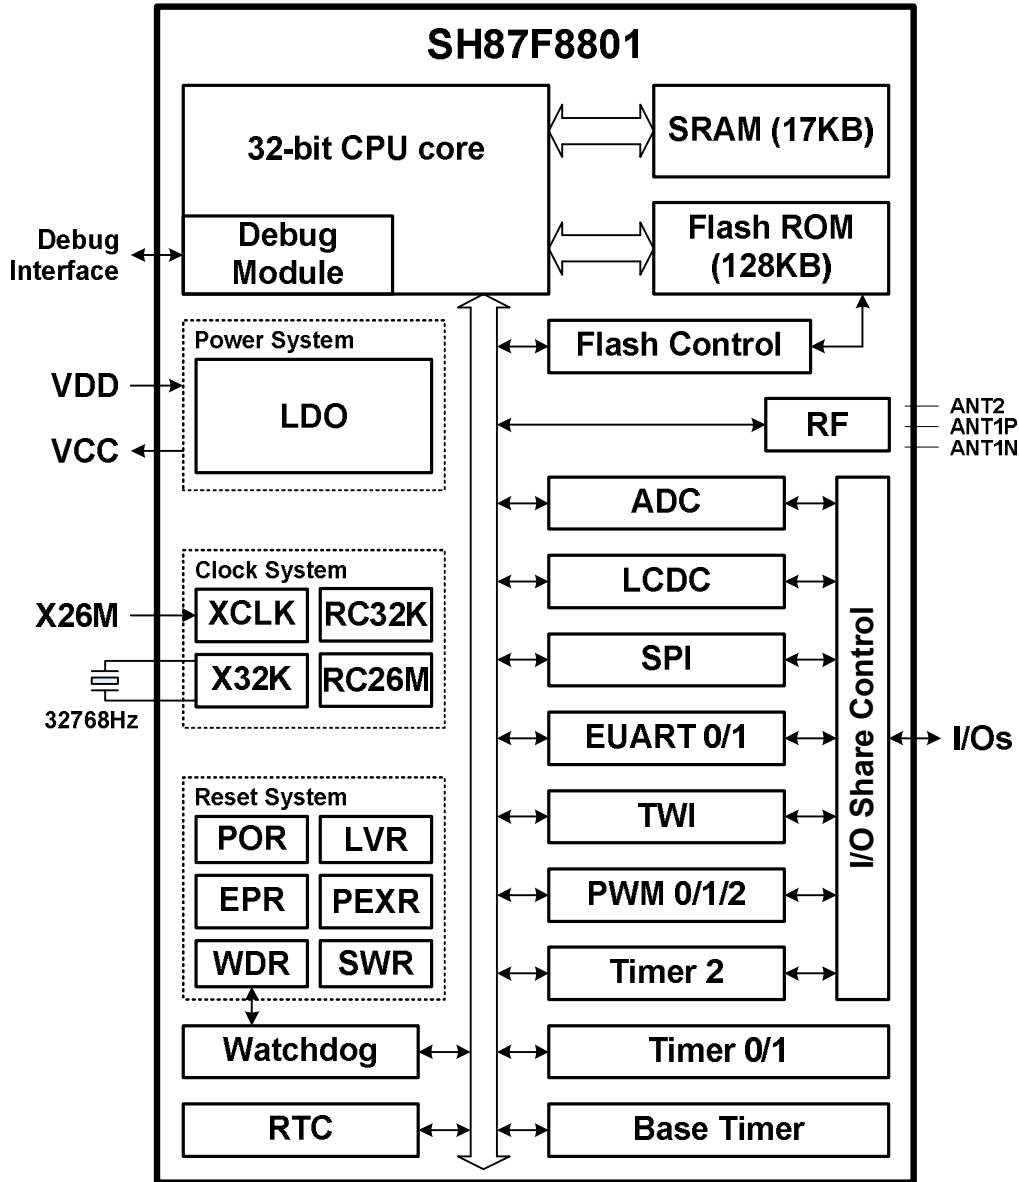 SH87F8801
32-bit CPU core
SRAM (17KB)
Debug
Interface
Debug
Module
Flash ROM
(128KB)
Power System
LDO
VDD
VCC
Flash Control
RF
ANT2
ANT1P
ANT1N
ADC
Clock System
XCLK
RC32K
X32K
RC26M
X26M
32768Hz
LCDC
SPI
EUART 0/1
I/O Share Control
I/Os
Reset System
POR
LVR
EPR
PEXR
WDR
SWR
TWI
PWM 0/1/2
Timer 2
Watchdog
Timer 0/1
RTC
Base Timer